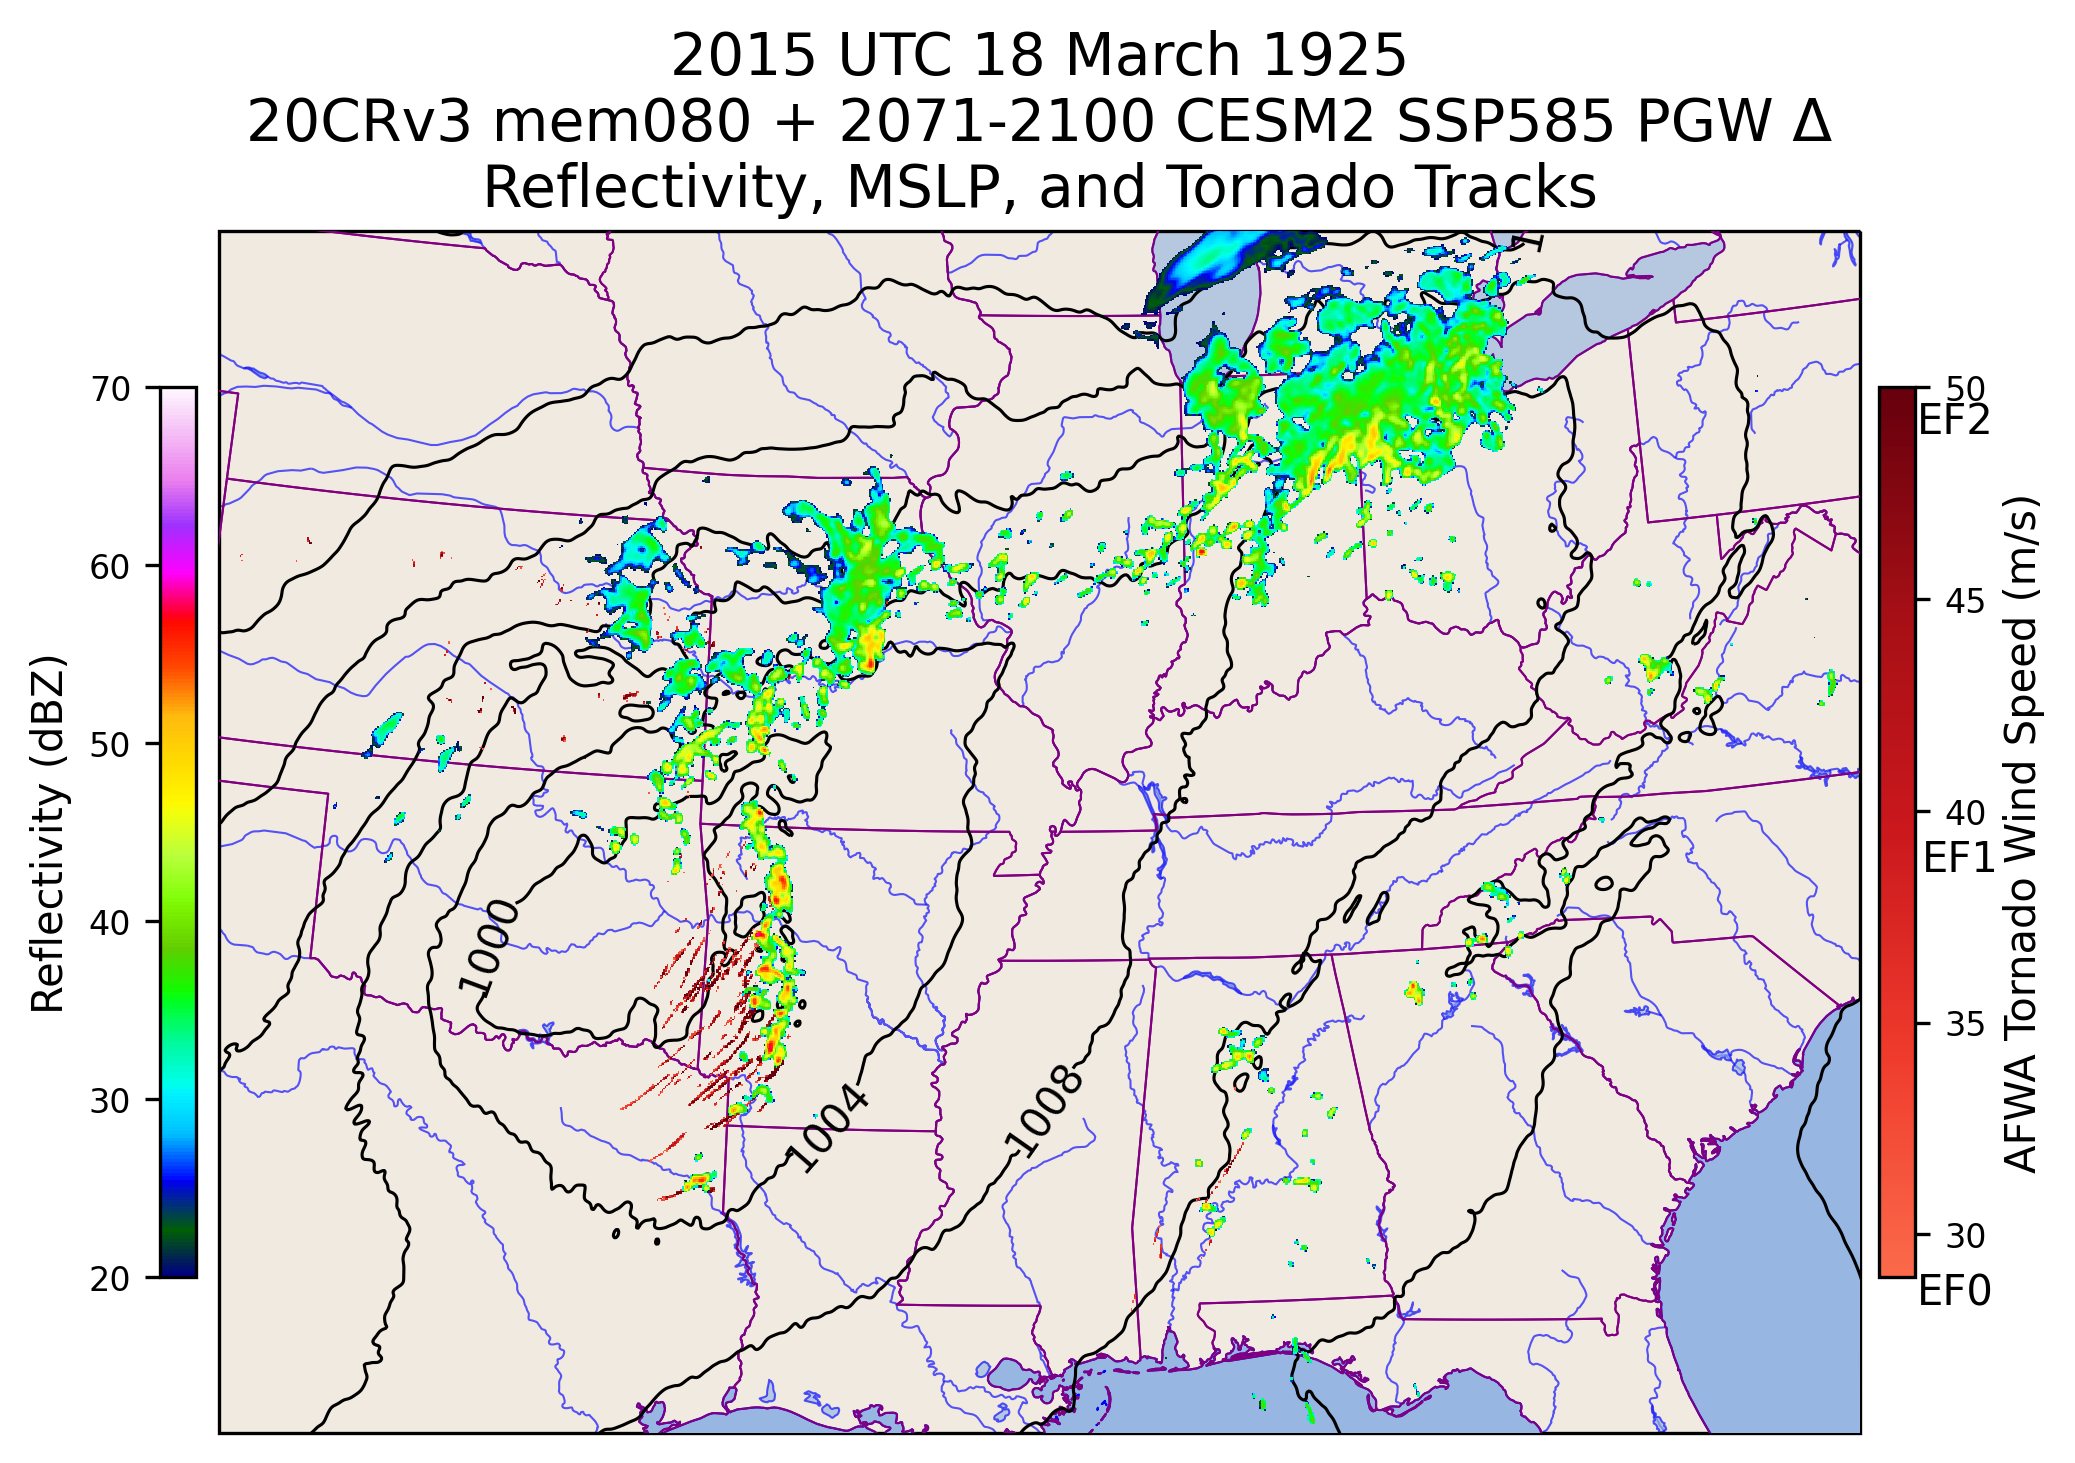 2015 UTC 18 March 1925
20CRv3 mem080 + 2071-2100 CESM2 SSP585 PGW Δ
Reflectivity, MSLP, and Tornado Tracks
Reflectivity (dBZ)
70
60
50
40
30
20
1
1000
1004
1008
50
EF2
45
40
EF1
35
30
EF0
AFWA Tornado Wind Speed (m/s)